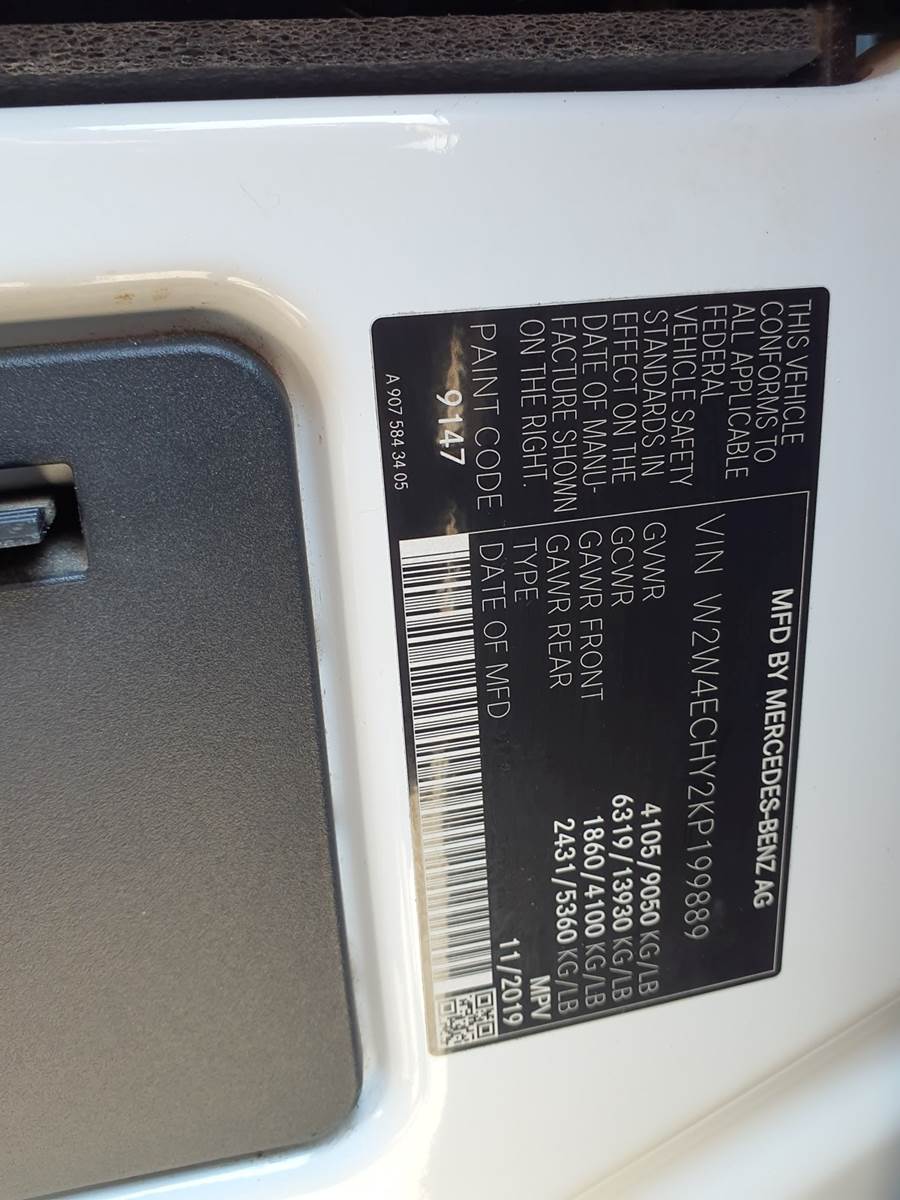 MFD BY MERCEDES-BENZ AG
VIN W2W4ECHY2KP199889
GVWR 4105/9050 KG/LB
GCWR 6319/13930 KG/LB
GAWR FRONT 1860/4100 KG/LB
GAWR REAR 2431/5360 KG/LB
TYPE MPV
DATE OF MFD 11/2019
THIS VEHICLE
CONFORMS TO
ALL APPLICABLE
FEDERAL
VEHICLE SAFETY
STANDARDS IN
EFFECT ON THE
DATE OF MANU-
FACTURE SHOWN
ON THE RIGHT.
PAINT CODE
9147
A 907 584 34 05